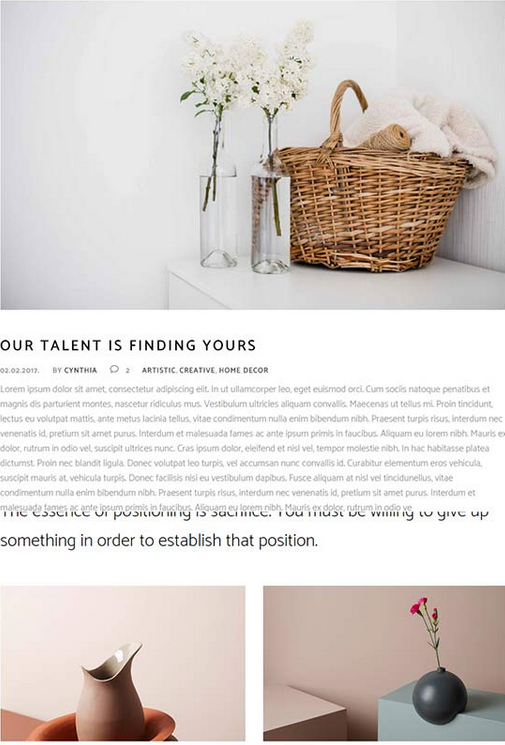 OUR TALENT IS FINDING YOURS
02.02.2017. BY CYNTHIA 2 ARTISTIC, CREATIVE, HOME DECOR
Lorem ipsum dolor sit amet, consectetur adipiscing elit. In ut ullamcorper leo, eget euismod orci. Cum sociis natoque penatibus et
magnis dis parturient montes, nascetur ridiculus mus. Vestibulum ultricies aliquam convallis. Maecenas ut tellus mi. Proin tincidunt,
lectus eu volutpat mattis, ante metus lacinia tellus, vitae condimentum nulla enim bibendum nibh. Praesent turpis risus, interdum nec
venenatis id, pretium sit amet purus. Interdum et malesuada fames ac ante ipsum primis in faucibus. Aliquam eu lorem nibh. Mauris ex
dolor, rutrum in odio vel, suscipit ultrices nunc. Cras ipsum dolor, eleifend et nisl vel, tempor molestie nibh. In hac habitasse platea
dictumst. Proin nec blandit ligula. Donec volutpat leo turpis, vel accumsan nunc convallis id. Curabitur elementum eros vehicula,
suscipit mauris at, vehicula turpis. Donec facilisis nisi eu vestibulum dapibus. Fusce aliquam at nisl vel tincidunellus, vitae
condimentum nulla enim bibendum nibh. Praesent turpis risus, interdum nec venenatis id, pretium sit amet purus. Interdum et
malesuada fames ac ante ipsum primis in faucibus. Aliquam eu lorem nibh. Mauris ex dolor, rutrum in odio ve
The essence of positioning is sacrifice. You must be willing to give up
something in order to establish that position.